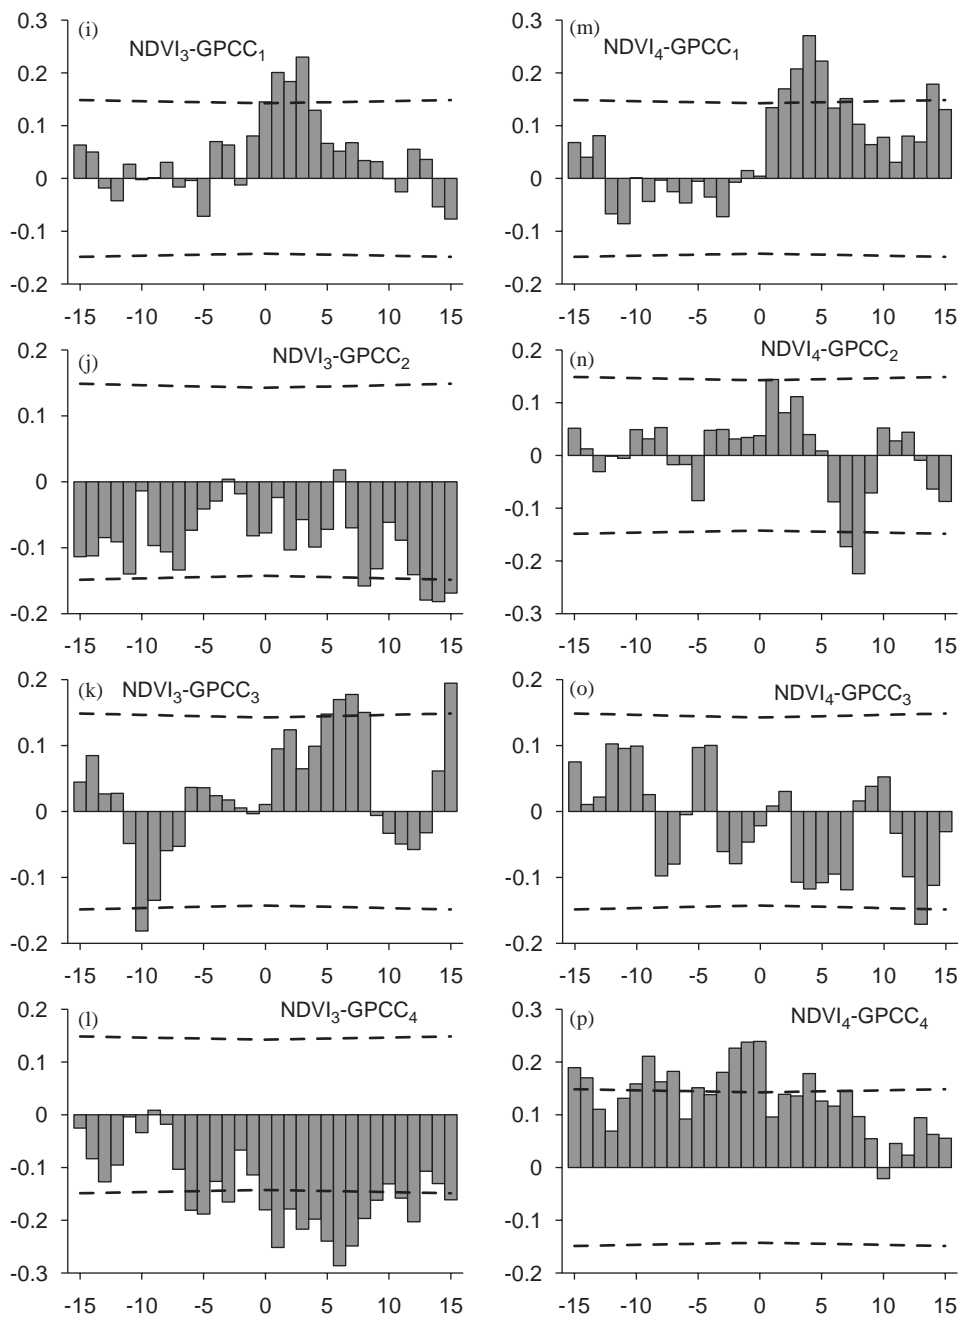 (i) NDVI₃-GPCC₁
0.3
0.2
0.1
0
-0.1
-0.2
-15 -10 -5 0 5 10 15
(m) NDVI₄-GPCC₁
0.3
0.2
0.1
0
-0.1
-0.2
-15 -10 -5 0 5 10 15
(j) NDVI₃-GPCC₂
0.2
0.1
0
-0.1
-0.2
-15 -10 -5 0 5 10 15
(n) NDVI₄-GPCC₂
0.2
0.1
0
-0.1
-0.2
-0.3
-15 -10 -5 0 5 10 15
(k) NDVI₃-GPCC₃
0.2
0.1
0
-0.1
-0.2
-15 -10 -5 0 5 10 15
(o) NDVI₄-GPCC₃
0.2
0.1
0
-0.1
-0.2
-15 -10 -5 0 5 10 15
(l) NDVI₃-GPCC₄
0.2
0.1
0
-0.1
-0.2
-0.3
-15 -10 -5 0 5 10 15
(p) NDVI₄-GPCC₄
0.3
0.2
0.1
0
-0.1
-0.2
-15 -10 -5 0 5 10 15